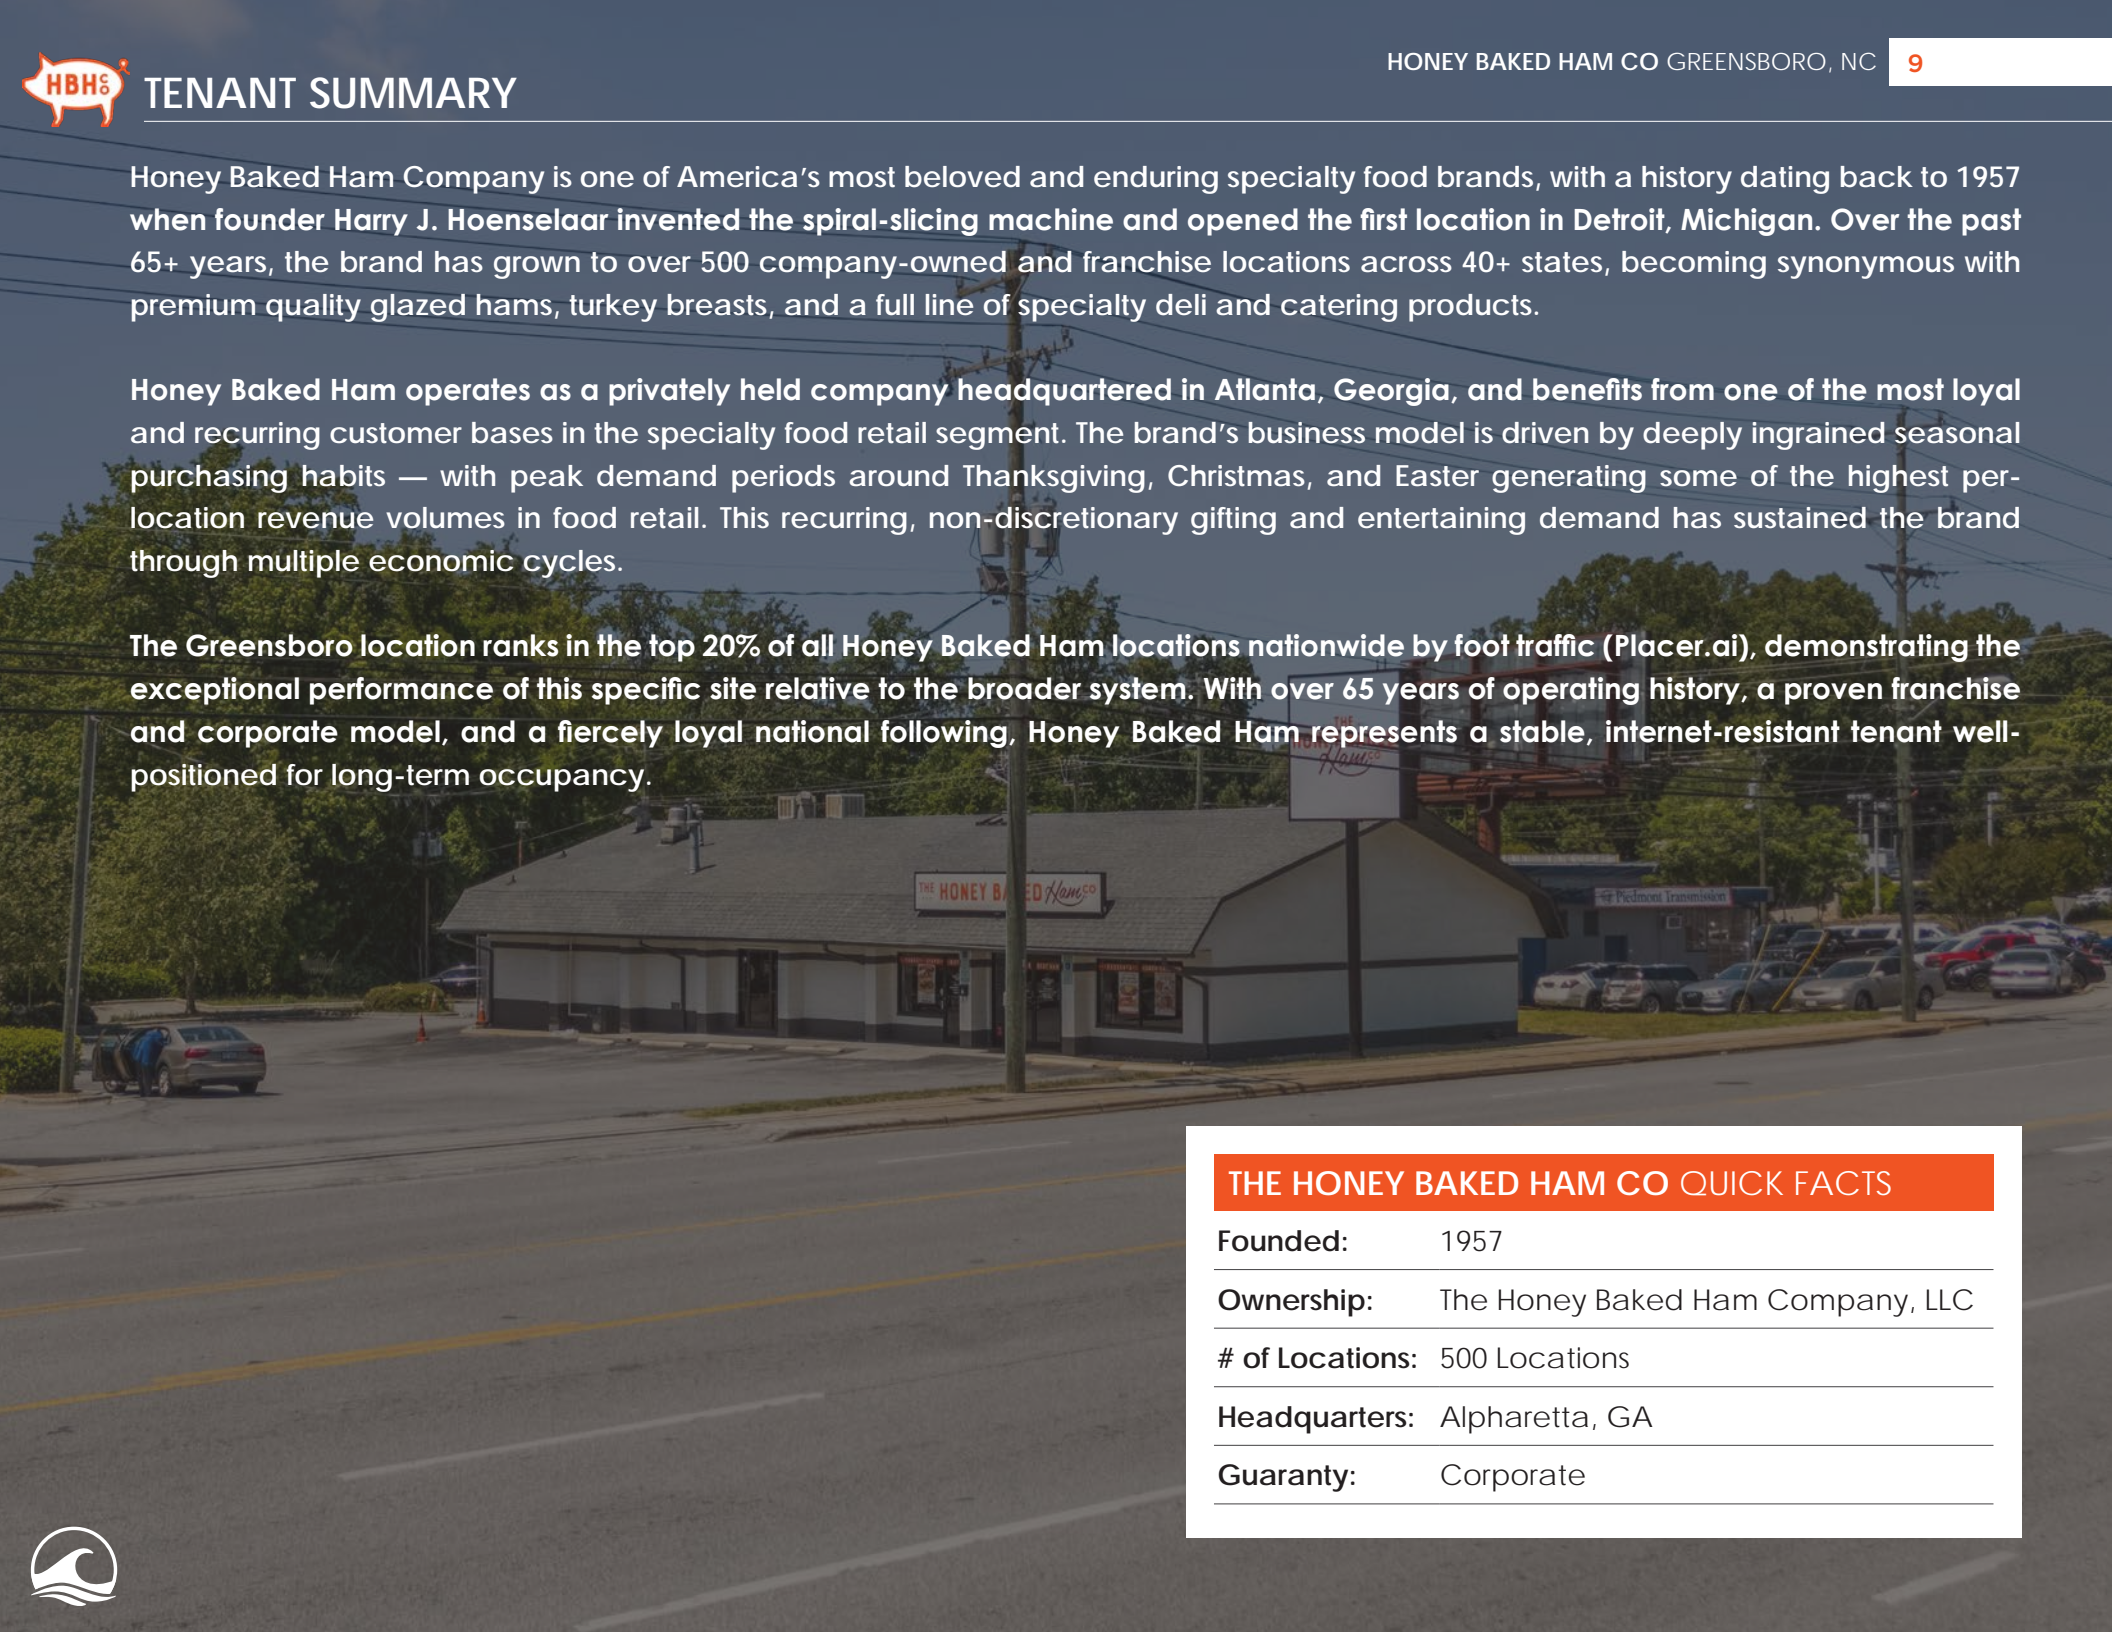 HBHCO
TENANT SUMMARY
HONEY BAKED HAM CO GREENSBORO, NC 9
Honey Baked Ham Company is one of America’s most beloved and enduring specialty food brands, with a history dating back to 1957
when founder Harry J. Hoenselaar invented the spiral-slicing machine and opened the first location in Detroit, Michigan. Over the past
65+ years, the brand has grown to over 500 company-owned and franchise locations across 40+ states, becoming synonymous with
premium quality glazed hams, turkey breasts, and a full line of specialty deli and catering products.
Honey Baked Ham operates as a privately held company headquartered in Atlanta, Georgia, and benefits from one of the most loyal
and recurring customer bases in the specialty food retail segment. The brand’s business model is driven by deeply ingrained seasonal
purchasing habits — with peak demand periods around Thanksgiving, Christmas, and Easter generating some of the highest per-
location revenue volumes in food retail. This recurring, non-discretionary gifting and entertaining demand has sustained the brand
through multiple economic cycles.
The Greensboro location ranks in the top 20% of all Honey Baked Ham locations nationwide by foot traffic (Placer.ai), demonstrating the
exceptional performance of this specific site relative to the broader system. With over 65 years of operating history, a proven franchise
and corporate model, and a fiercely loyal national following, Honey Baked Ham represents a stable, internet-resistant tenant well-
positioned for long-term occupancy.
Ham CO
THE HONEY BA ED Ham CO
Piedmont Transmission
THE HONEY BAKED HAM CO QUICK FACTS
Founded: 1957
Ownership: The Honey Baked Ham Company, LLC
# of Locations: 500 Locations
Headquarters: Alpharetta, GA
Guaranty: Corporate